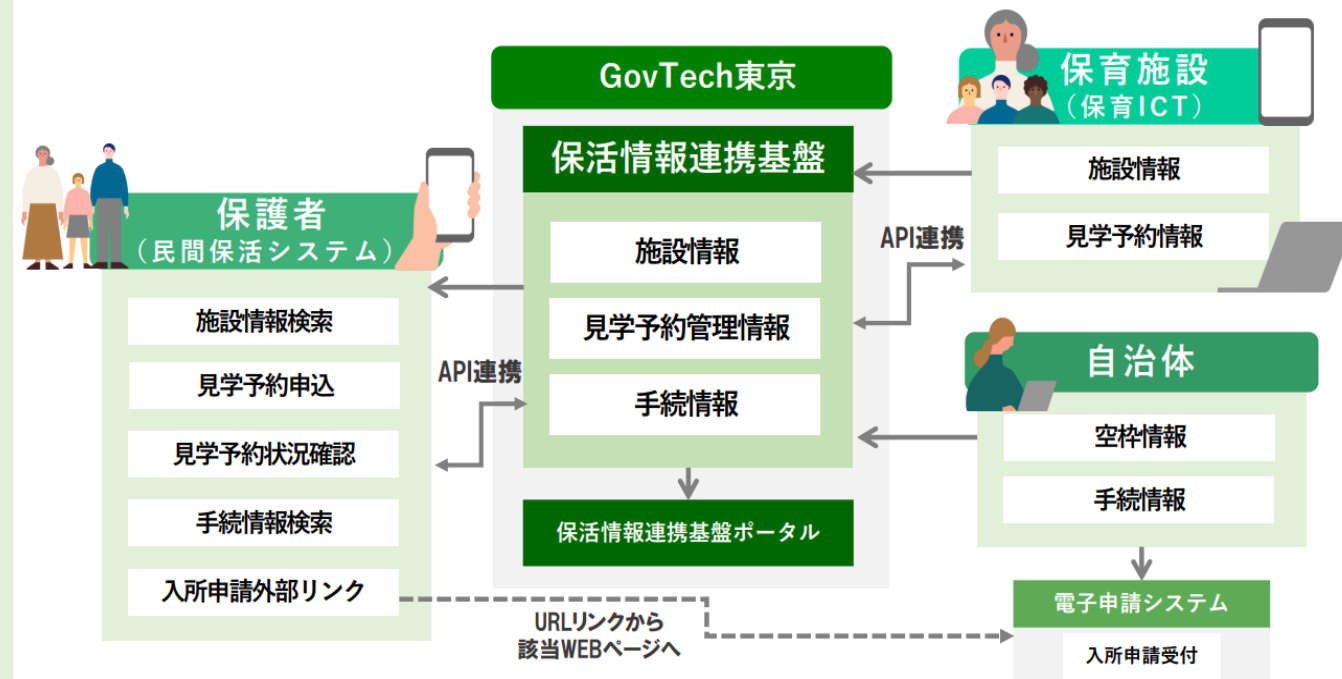 GovTech東京
保活情報連携基盤
施設情報
見学予約管理情報
手続情報
保活情報連携基盤ポータル
保護者
（民間保活システム）
施設情報検索
見学予約申込
見学予約状況確認
手続情報検索
入所申請外部リンク
API連携
URLリンクから
該当WEBページへ
保育施設
（保育ICT）
施設情報
見学予約情報
API連携
自治体
空枠情報
手続情報
電子申請システム
入所申請受付